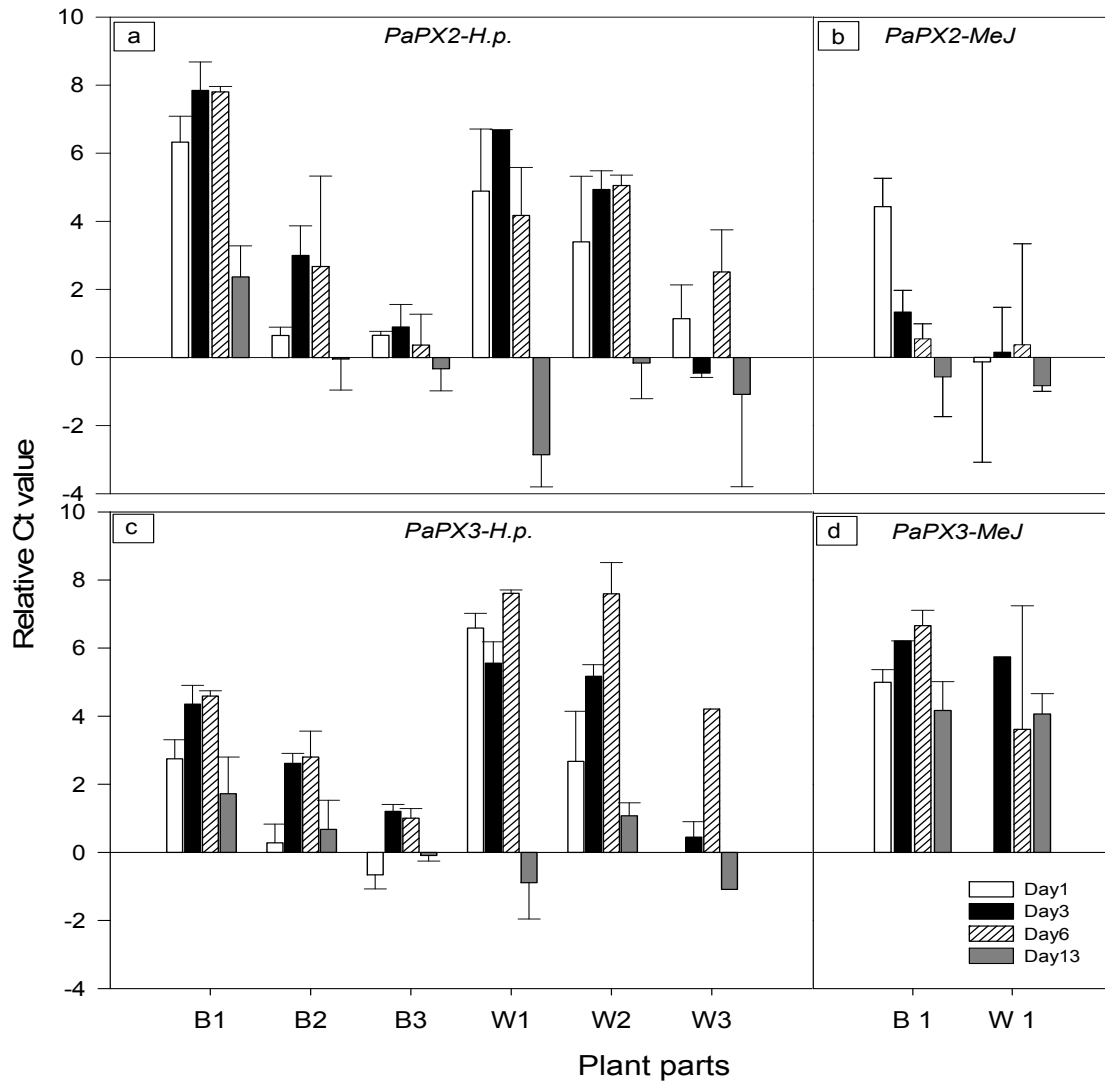 a
PaPX2-H.p.
b
PaPX2-MeJ
10
8
6
4
2
0
-2
-4
c
PaPX3-H.p.
d
PaPX3-MeJ
10
8
6
4
2
0
-2
-4
Relative Ct value
Day1
Day3
Day6
Day13
B1 B2 B3 W1 W2 W3 B 1 W 1
Plant parts